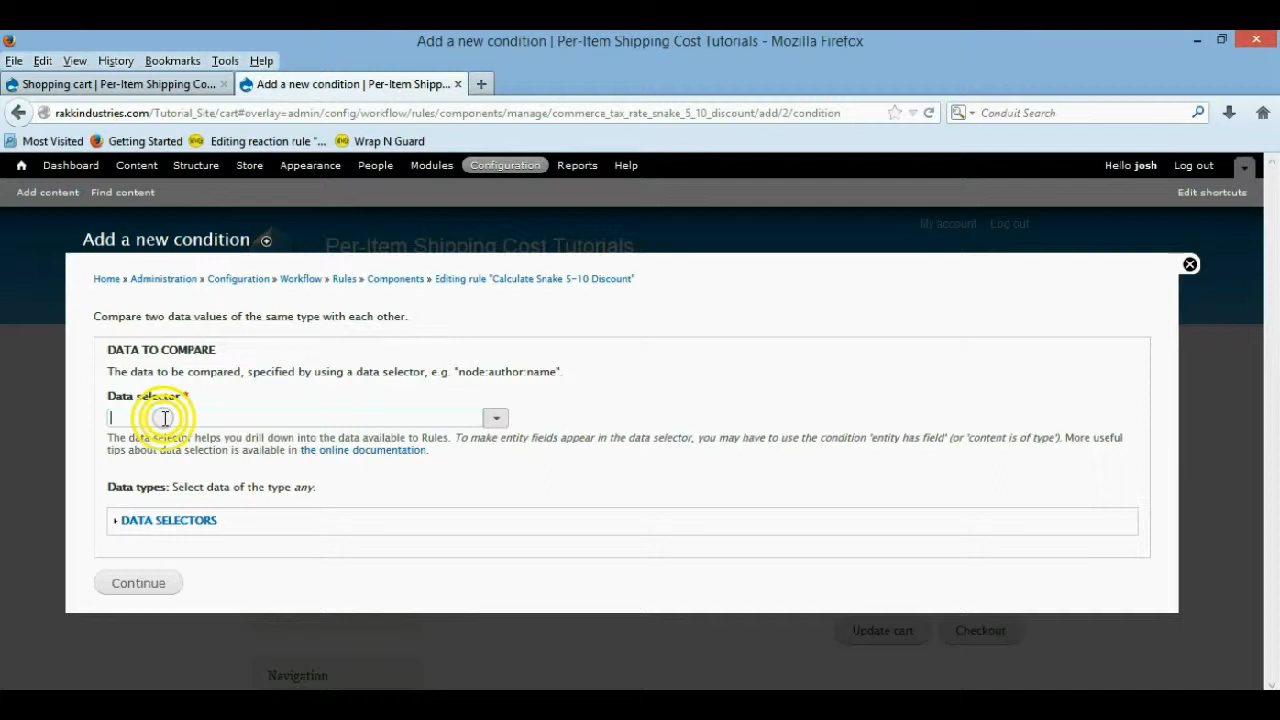 Add a new condition | Per-Item Shipping Cost Tutorials - Mozilla Firefox
File Edit View History Bookmarks Tools Help
Shopping cart | Per-Item Shipping Co... × Add a new condition | Per-Item Shipp... × +
rakkindustries.com/Tutorial_Site/cart#overlay=admin/config/workflow/rules/components/manage/commerce_tax_rate_snake_5_10_discount/add/2/condition Conduit Search
Most Visited Getting Started Editing reaction rule "... Wrap N Guard
Dashboard Content Structure Store Appearance People Modules Configuration Reports Help Hello josh Log out
Add content Find content Edit shortcuts
My account Log out
Add a new condition Per-Item Shipping Cost Tutorials
Home » Administration » Configuration » Workflow » Rules » Components » Editing rule "Calculate Snake 5-10 Discount"
Compare two data values of the same type with each other.
DATA TO COMPARE
The data to be compared, specified by using a data selector, e.g. "node:author:name".
Data selector *
The data selector helps you drill down into the data available to Rules. To make entity fields appear in the data selector, you may have to use the condition 'entity has field' (or 'content is of type'). More useful
tips about data selection is available in the online documentation.
Data types: Select data of the type any.
DATA SELECTORS
Continue
Update cart Checkout
Navigation